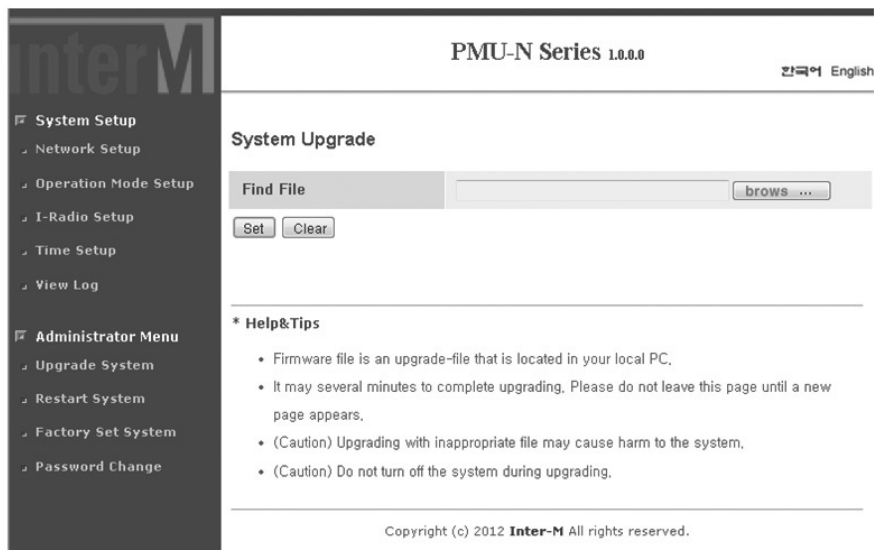 interM
PMU-N Series 1.0.0.0
한국어 English
System Setup
Network Setup
Operation Mode Setup
I-Radio Setup
Time Setup
View Log
Administrator Menu
Upgrade System
Restart System
Factory Set System
Password Change
System Upgrade
Find File
brows ...
Set Clear
* Help&Tips
• Firmware file is an upgrade-file that is located in your local PC.
• It may several minutes to complete upgrading. Please do not leave this page until a new
page appears.
• (Caution) Upgrading with inappropriate file may cause harm to the system.
• (Caution) Do not turn off the system during upgrading.
Copyright (c) 2012 Inter-M All rights reserved.